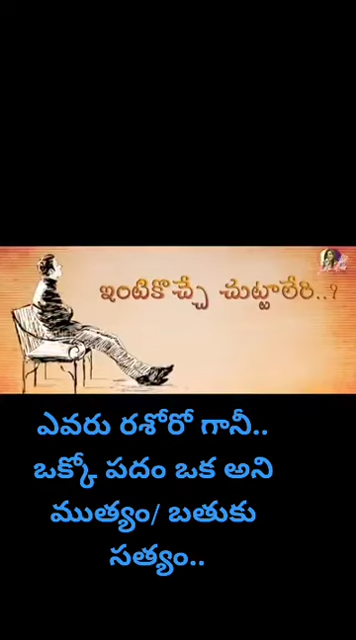 ఇంటికొచ్చే చుట్టాలేరి..?
ఎవరు రశోరో గానీ..
ఒక్కో పదం ఒక అని
ముత్యం/ బతుకు
సత్యం..